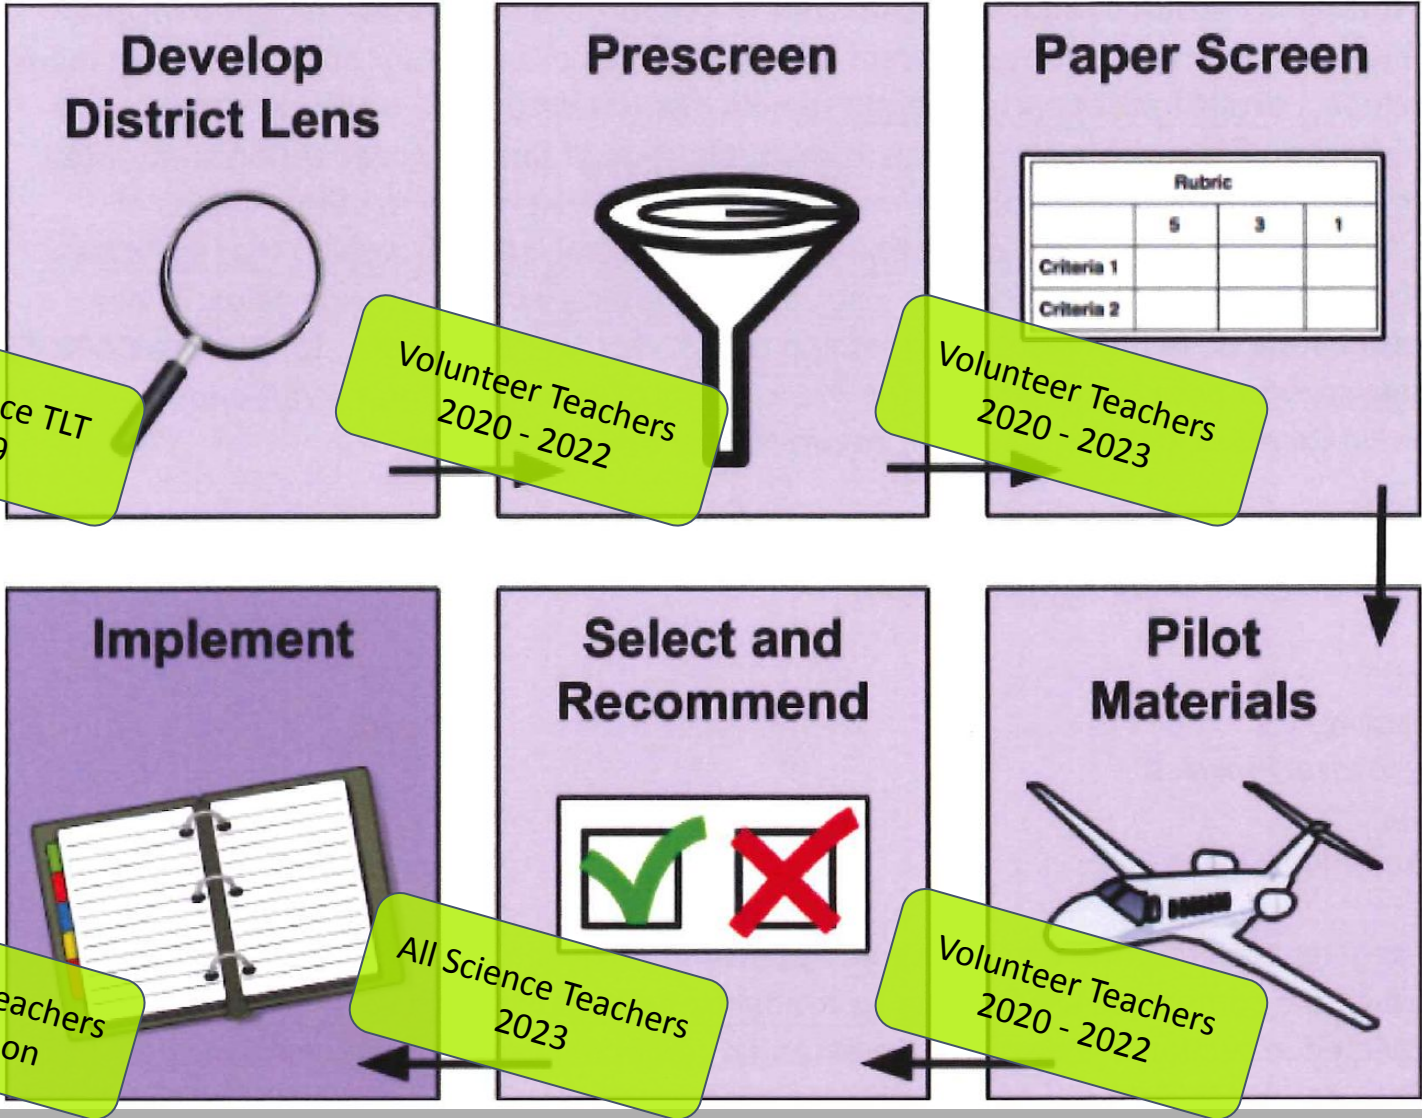 Develop
District Lens
Prescreen
Paper Screen
Rubric
5 3 1
Criteria 1
Criteria 2
TLT
Volunteer Teachers
2020 - 2022
Volunteer Teachers
2020 - 2023
Implement
Select and
Recommend
Pilot
Materials
on
All Science Teachers
2023
Volunteer Teachers
2020 - 2022